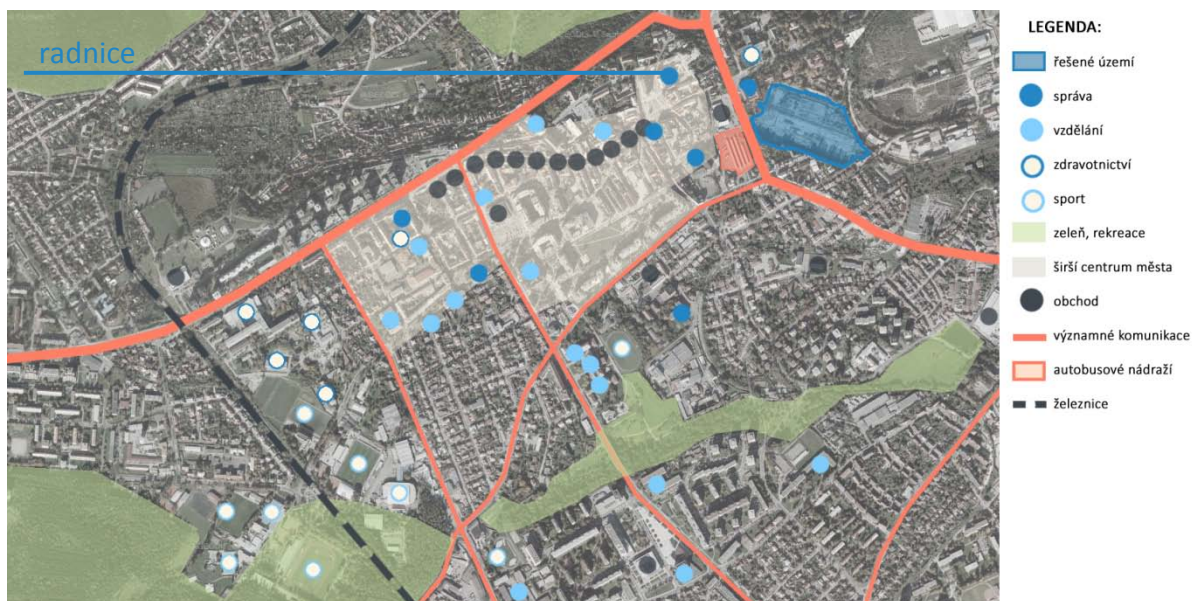 radnice
LEGENDA:
řešené území
správa
vzdělání
zdravotnictví
sport
zeleň, rekreace
širší centrum města
obchod
významné komunikace
autobusové nádraží
železnice